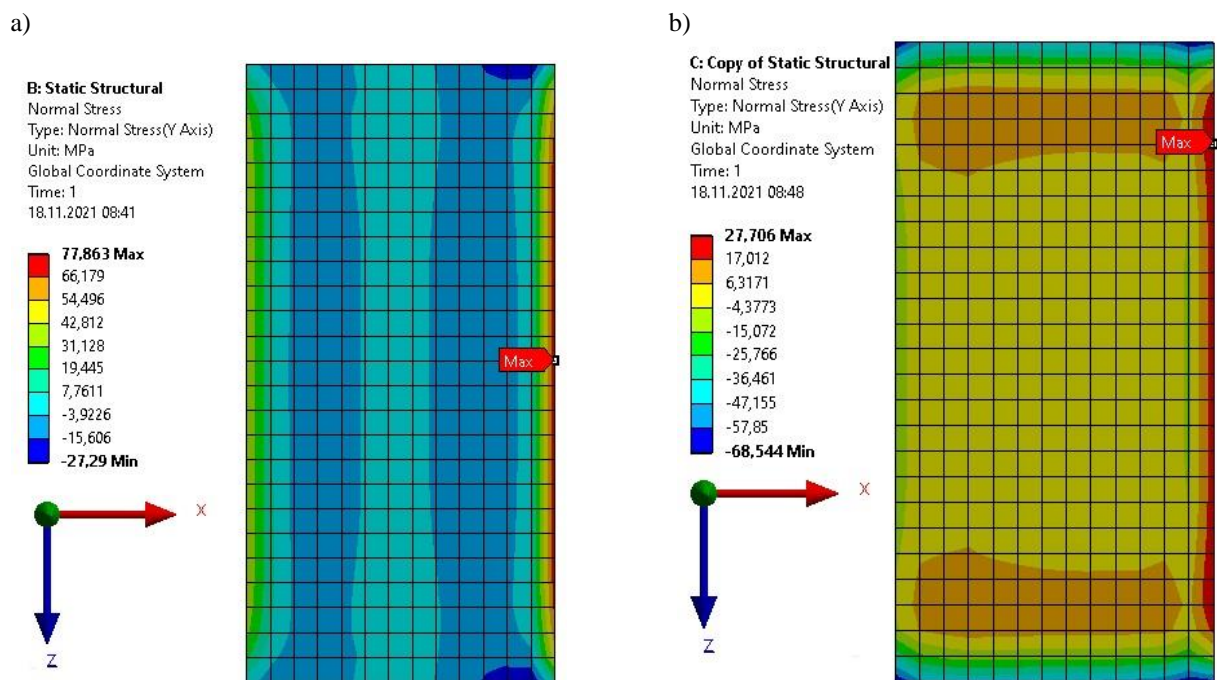 a)
B: Static Structural
Normal Stress
Type: Normal Stress(Y Axis)
Unit: MPa
Global Coordinate System
Time: 1
18.11.2021 08:41
77,863 Max
66,179
54,496
42,812
31,128
19,445
7,7611
-3,9226
-15,606
-27,29 Min
Max
X
Z
b)
C: Copy of Static Structural
Normal Stress
Type: Normal Stress(Y Axis)
Unit: MPa
Global Coordinate System
Time: 1
18.11.2021 08:48
27,706 Max
17,012
6,3171
-4,3773
-15,072
-25,766
-36,461
-47,155
-57,85
-68,544 Min
Max
X
Z